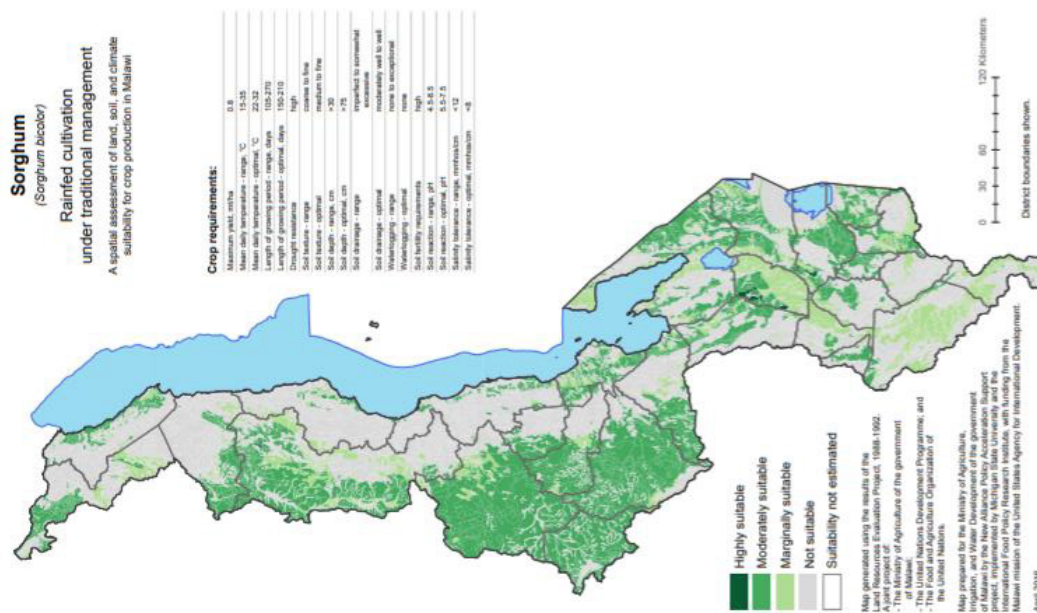 Sorghum
(Sorghum bicolor)
Rainfed cultivation
under traditional management
A spatial assessment of land, soil, and climate
suitability for crop production in Malawi
Crop requirements:
Maximum yield, mt/ha 0.8
Mean daily temperature - range, °C 15-35
Mean daily temperature - optimal, °C 22-32
Length of growing period - range, days 105-270
Length of growing period - optimal, days 150-210
Drought resistance high
Soil texture - range coarse to fine
Soil texture - optimal medium to fine
Soil depth - range, cm >30
Soil depth - optimal, cm >75
Soil drainage - range imperfect to somewhat
excessive
Soil drainage - optimal moderately well to well
Waterlogging - range none to exceptional
Waterlogging - optimal none
Soil fertility requirements high
Soil reaction - range, pH 4.5-8.5
Soil reaction - optimal, pH 5.5-7.5
Salinity tolerance - range, mmhos/cm <12
Salinity tolerance - optimal, mmhos/cm <8
Highly suitable
Moderately suitable
Marginally suitable
Not suitable
Suitability not estimated
Map generated using the results of the
Land Resources Evaluation Project, 1988-1992.
A joint project of:
- The Ministry of Agriculture of the government
of Malawi;
- The United Nations Development Programme; and
- The Food and Agriculture Organization of
the United Nations.
Map prepared for the Ministry of Agriculture,
Irrigation, and Water Development of the government
of Malawi by the New Alliance Policy Acceleration Support
project, implemented by Michigan State University and the
International Food Policy Research Institute, with funding from the
Malawi mission of the United States Agency for International Development.
0 30 60 120 Kilometers
District boundaries shown.